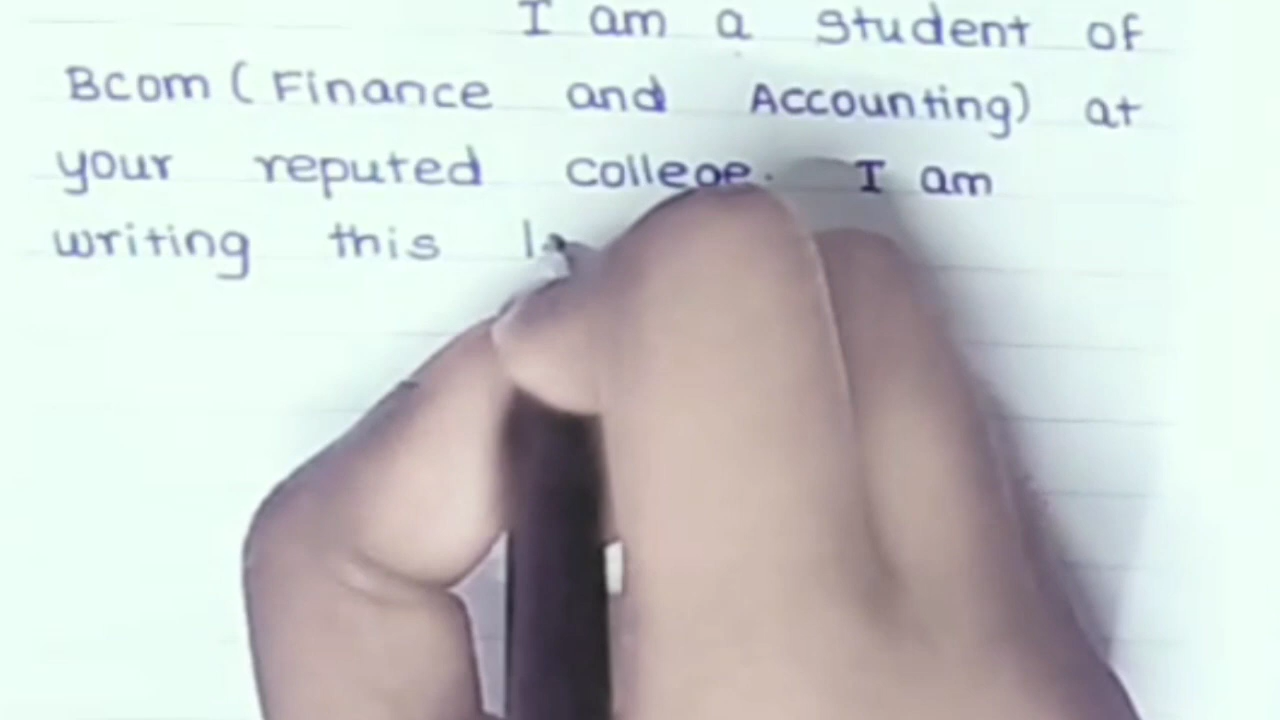 I am a student of
Bcom (Finance and Accounting) at
your reputed college. I am
writing this